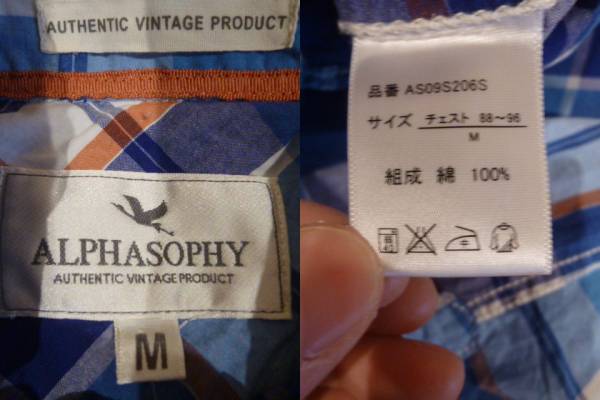 AUTHENTIC VINTAGE PRODUCT
ALPHASOPHY
AUTHENTIC VINTAGE PRODUCT
M
品番 AS09S206S
サイズ チェスト 88～96
M
組成 綿 100%